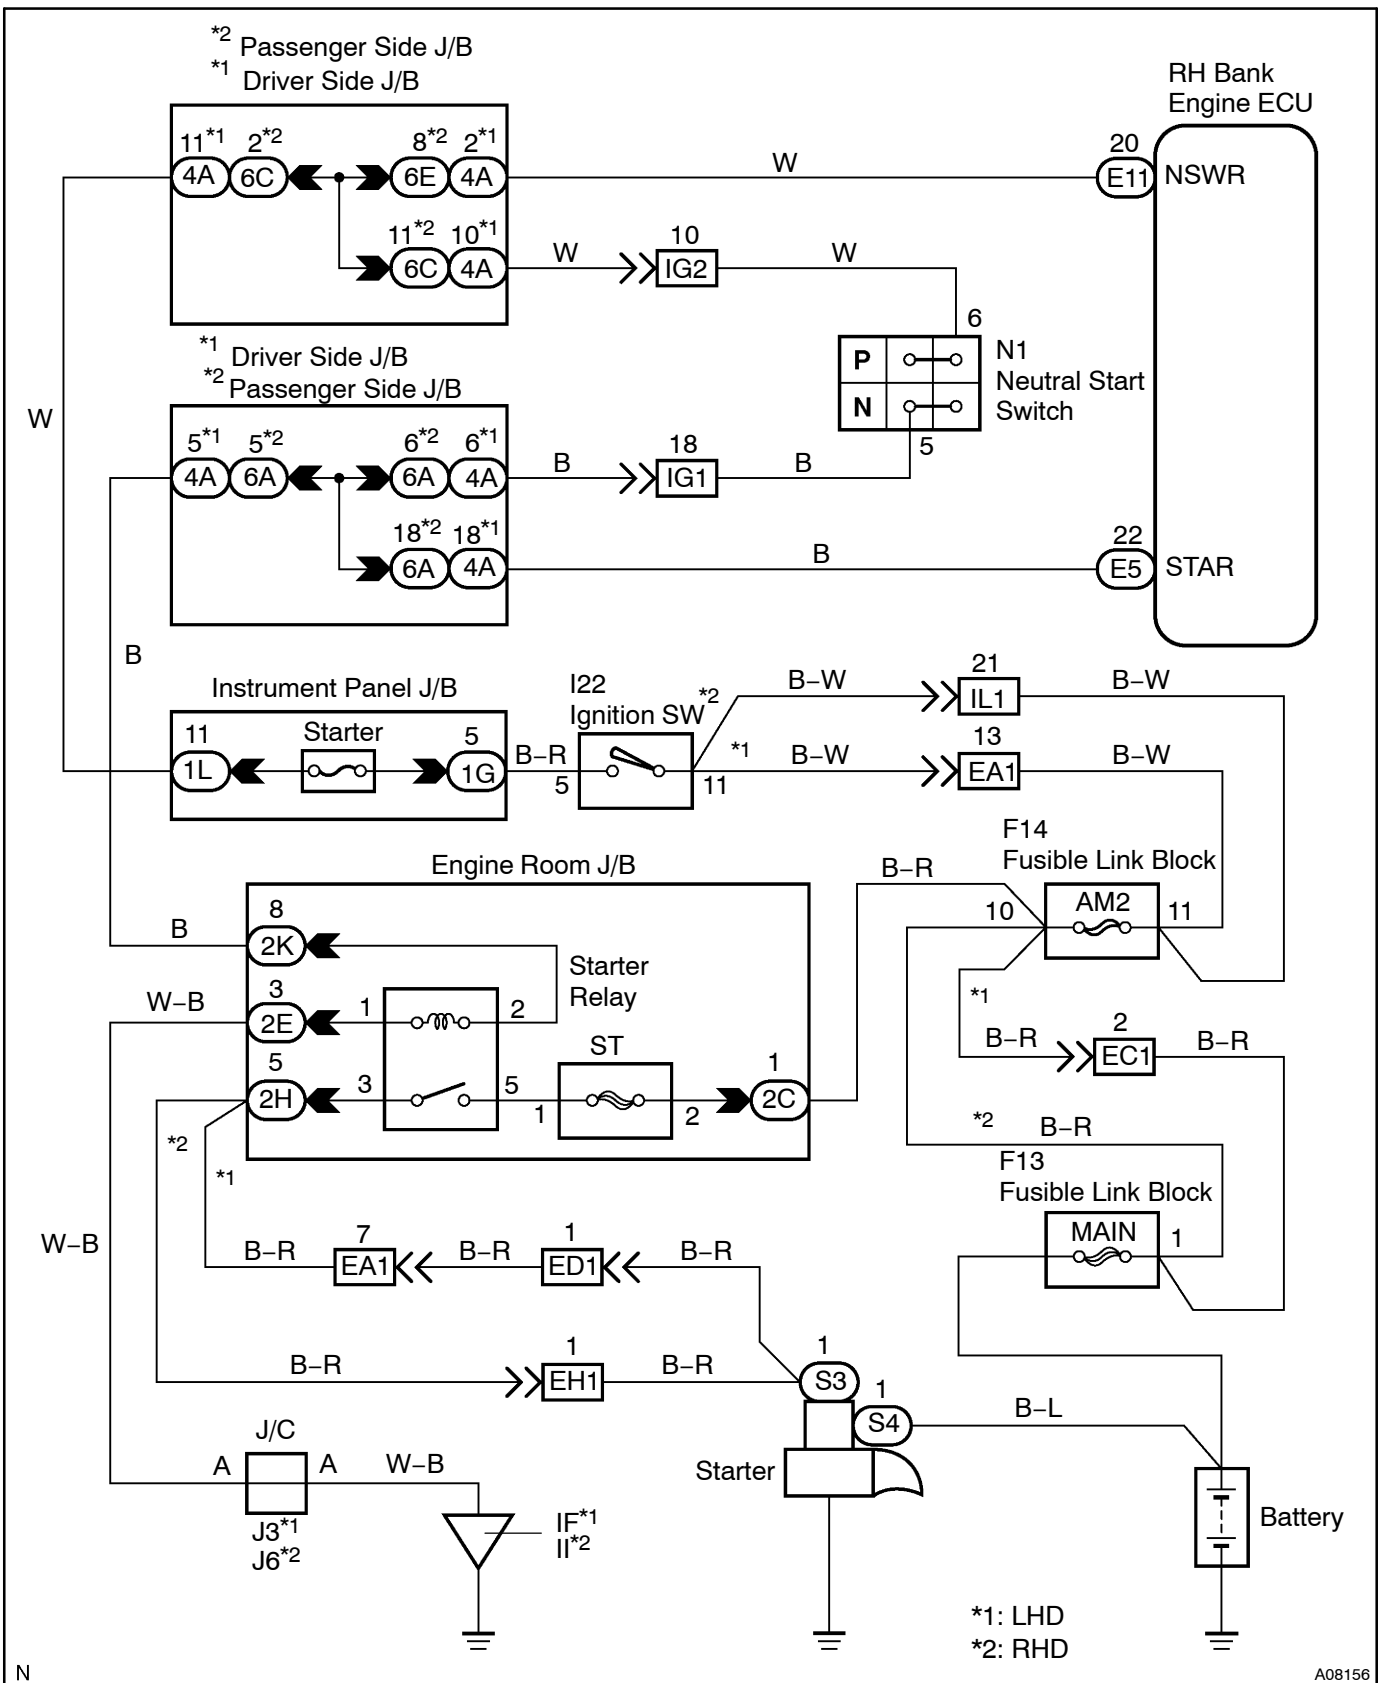 *2 Passenger Side J/B
*1 Driver Side J/B
RH Bank
Engine ECU
11*1 2*2 8*2 2*1
4A 6C 6E 4A
W
20
E11 NSWR
11*2 10*1
6C 4A
W
10
IG2
W
6
P
N
N1
Neutral Start
Switch
5
*1 Driver Side J/B
*2 Passenger Side J/B
W
5*1 5*2 6*2 6*1
4A 6A 6A 4A
B
18
IG1
B
18*2 18*1
6A 4A
B
22
E5 STAR
B
Instrument Panel J/B
11 Starter 5
1L 1G
B–R
5
I22
Ignition SW
*2
B–W
21
IL1
B–W
*1
11
B–W
13
EA1
B–W
F14
Fusible Link Block
Engine Room J/B
B–R
10 AM2 11
8
2K
B
Starter
Relay
3
2E
W–B
1 2
*1
B–R
2
EC1
B–R
5
2H
3 5
ST
1 2
1
2C
*2
*1
*2
B–R
F13
Fusible Link Block
MAIN
1
W–B
B–R
7
EA1
B–R
1
ED1
B–R
B–R
1
EH1
B–R
1
S3
1
S4
B–L
J/C
A A
W–B
Starter
J3*1
J6*2
IF*1
II*2
Battery
*1: LHD
*2: RHD
N
A08156